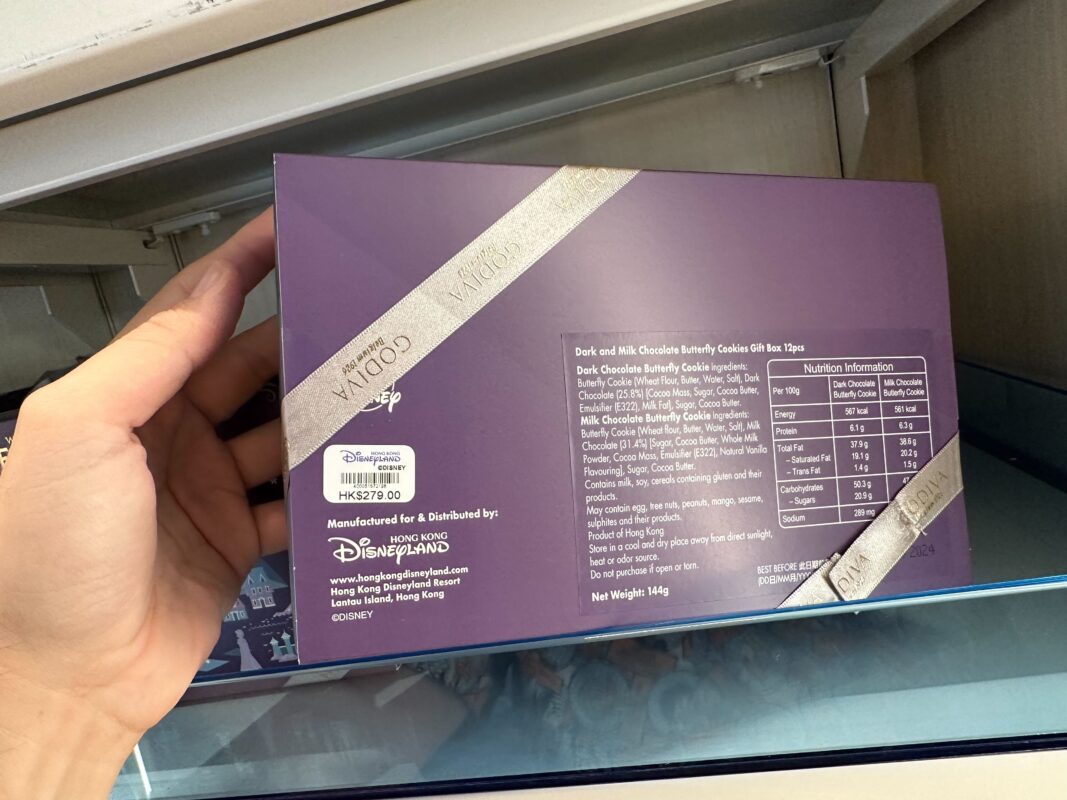 GODIVA
Belgium 1926
GODIVA
Belgium 1926
HONG KONG
DISNEYLAND
©DISNEY
HK$279.00
Manufactured for & Distributed by:
HONG KONG
DISNEYLAND
www.hongkongdisneyland.com
Hong Kong Disneyland Resort
Lantau Island, Hong Kong
©DISNEY
Dark and Milk Chocolate Butterfly Cookies Gift Box 12pcs
Dark Chocolate Butterfly Cookie Ingredients:
Butterfly Cookie (Wheat Flour, Butter, Water, Salt), Dark
Chocolate (25.8%) [Cocoa Mass, Sugar, Cocoa Butter,
Emulsifier (E322), Milk Fat], Sugar, Cocoa Butter.
Milk Chocolate Butterfly Cookie Ingredients:
Butterfly Cookie (Wheat flour, Butter, Water, Salt), Milk
Chocolate (31.4%) [Sugar, Cocoa Butter, Whole Milk
Powder, Cocoa Mass, Emulsifier (E322), Natural Vanilla
Flavouring], Sugar, Cocoa Butter.
Contains milk, soy, cereals containing gluten and their
products.
May contain egg, tree nuts, peanuts, mango, sesame,
sulphites and their products.
Product of Hong Kong
Store in a cool and dry place away from direct sunlight,
heat or odor source.
Do not purchase if open or torn.
Net Weight: 144g
Nutrition Information
Per 100g Dark Chocolate Butterfly Cookie Milk Chocolate Butterfly Cookie
Energy 567 kcal 561 kcal
Protein 6.1 g 6.3 g
Total Fat 37.9 g 38.6 g
– Saturated Fat 19.1 g 20.2 g
– Trans Fat 1.4 g 1.5 g
Carbohydrates 50.3 g
– Sugars 20.9 g
Sodium 289 mg
GODIVA
BEST BEFORE 此日期
2024